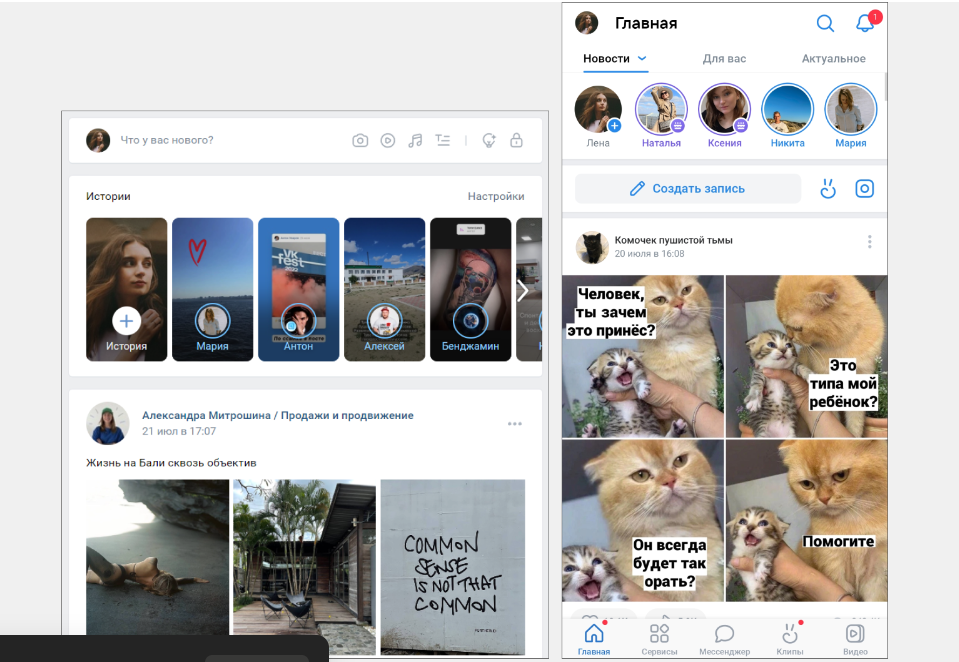 Что у вас нового?
Истории
Настройки
VK
fest
2022
История
Мария
Антон
Алексей
Бенджамин
Александра Митрошина / Продажи и продвижение
21 июл в 17:07
Жизнь на Бали сквозь объектив
COMMON
SENSE
IS NOT THAT
COMMON
Главная
1
Новости
Для вас
Актуальное
Лена
Наталья
Ксения
Никита
Мария
Создать запись
Комочек пушистой тьмы
20 июля в 16:08
Человек,
ты зачем
это принёс?
Это
типа мой
ребёнок?
Он всегда
будет так
орать?
Помогите
Главная
Сервисы
Мессенджер
Клипы
Видео